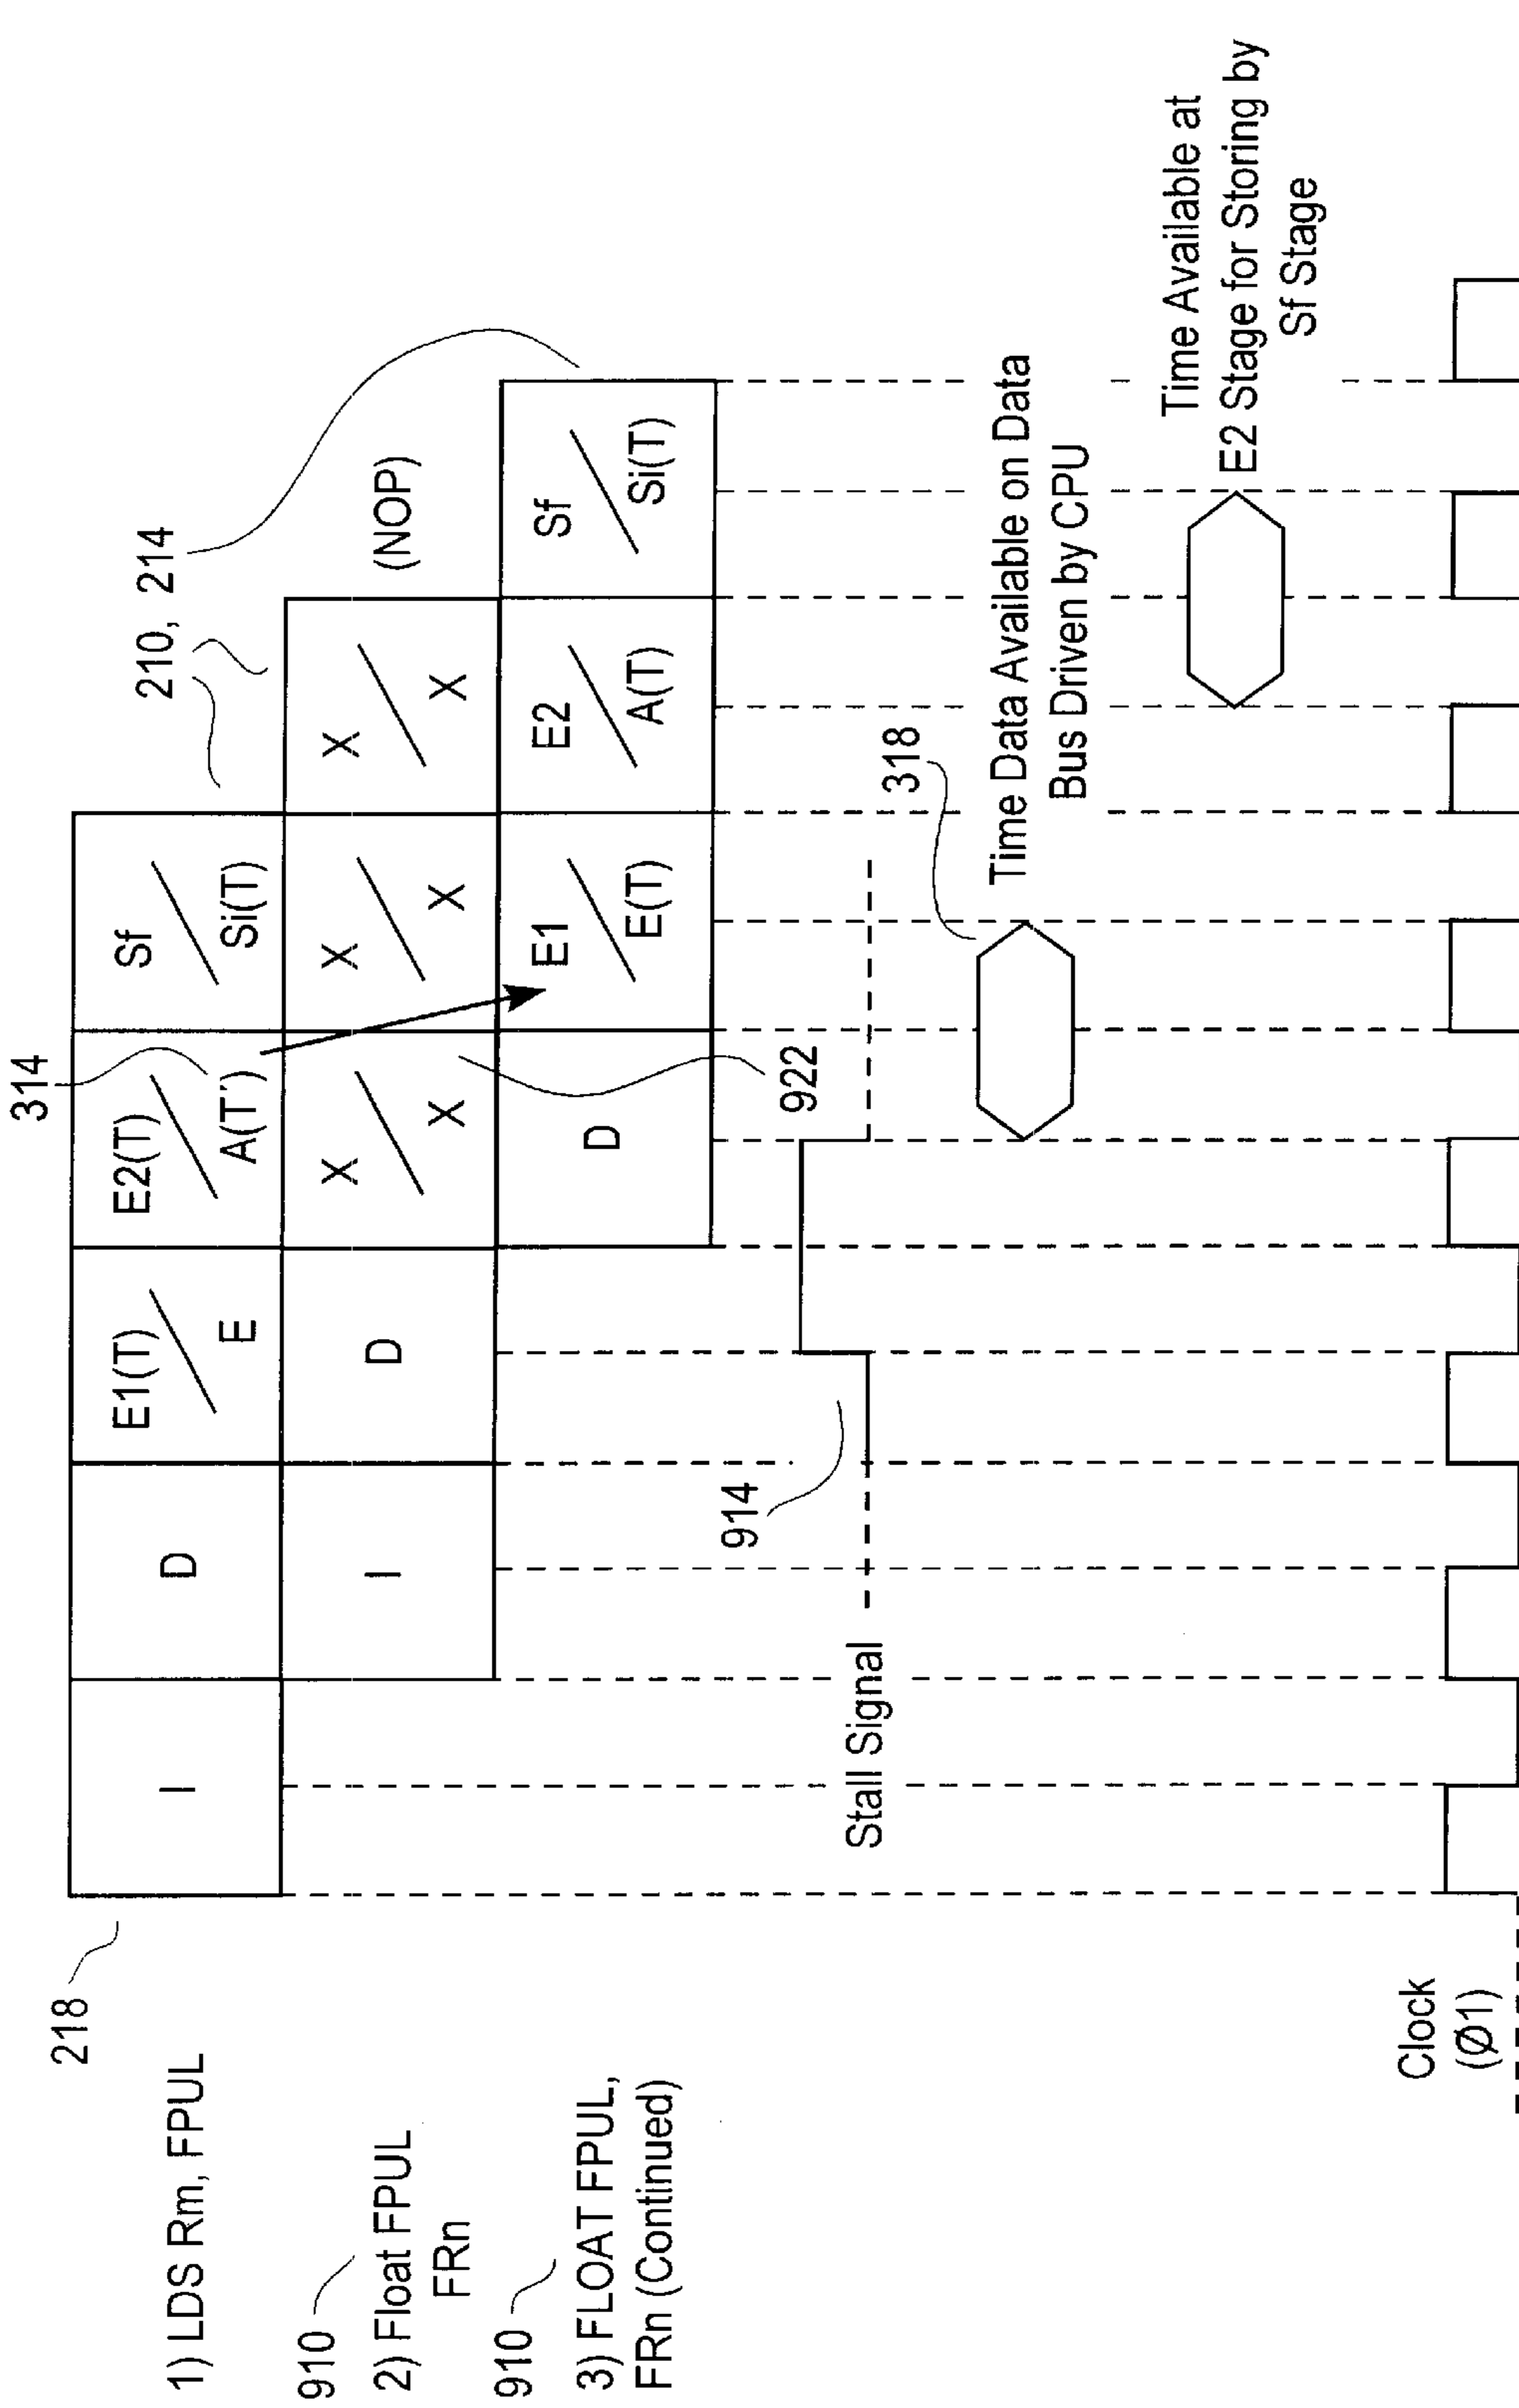 218
314
210, 214
1) LDS Rm, FPUL
I
D
E1(T)
E
E2(T)
A(T)
Sf
Si(T)
910
2) Float FPUL
FRn
I
D
X
X
X
X
X
X
(NOP)
910
3) FLOAT FPUL,
FRn (Continued)
D
E1
E(T)
E2
A(T)
Sf
Si(T)
914
922
Stall Signal
318
Time Data Available on Data
Bus Driven by CPU
Time Available at
E2 Stage for Storing by
Sf Stage
Clock
(Ø1)